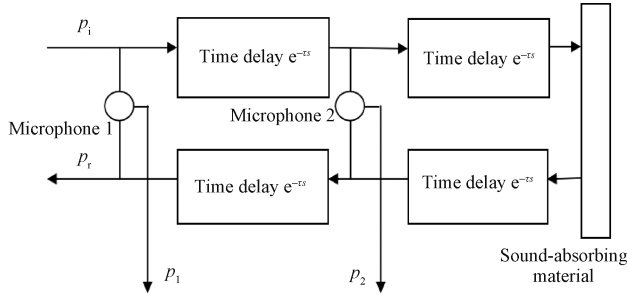 p_i
Time delay e^{−τs}
Time delay e^{−τs}
Microphone 1
Microphone 2
p_r
Time delay e^{−τs}
Time delay e^{−τs}
p_1
p_2
Sound-absorbing
material